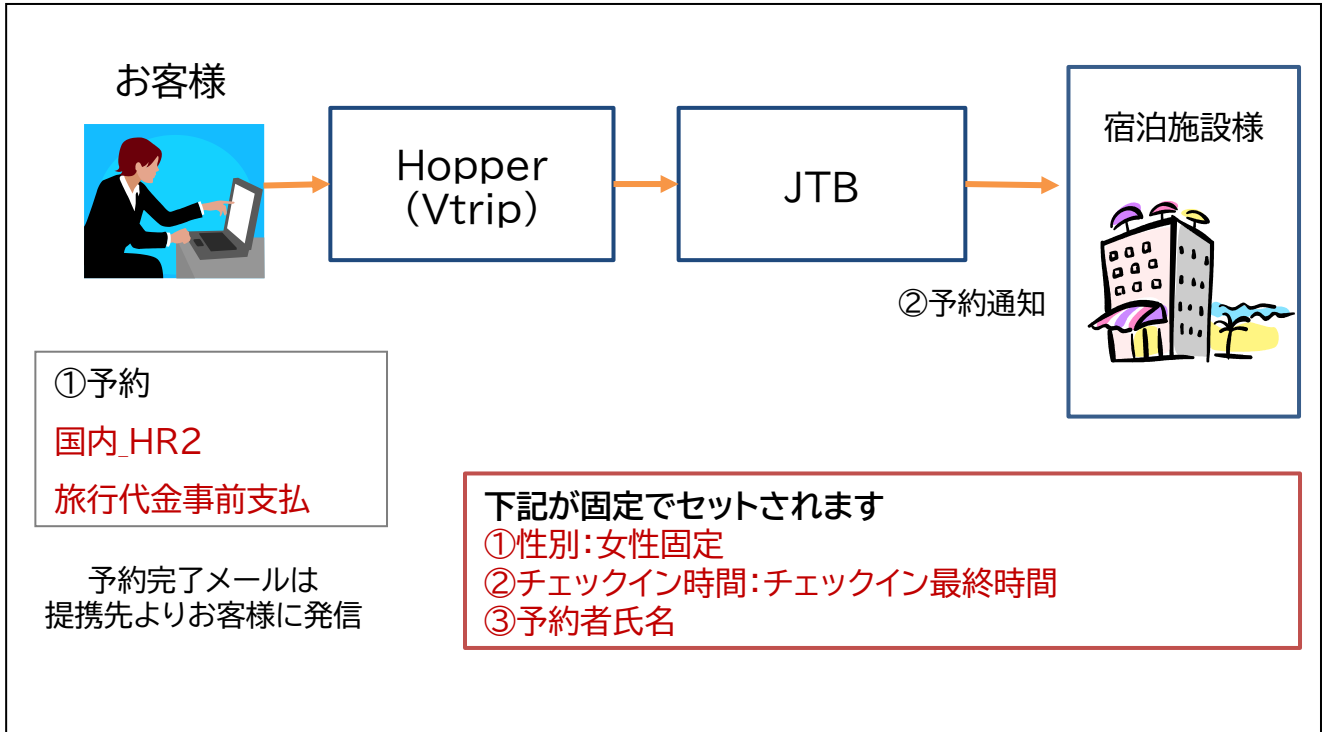 お客様
Hopper
（Vtrip）
JTB
宿泊施設様
②予約通知
①予約
国内_HR2
旅行代金事前支払
予約完了メールは
提携先よりお客様に発信
下記が固定でセットされます
①性別：女性固定
②チェックイン時間：チェックイン最終時間
③予約者氏名